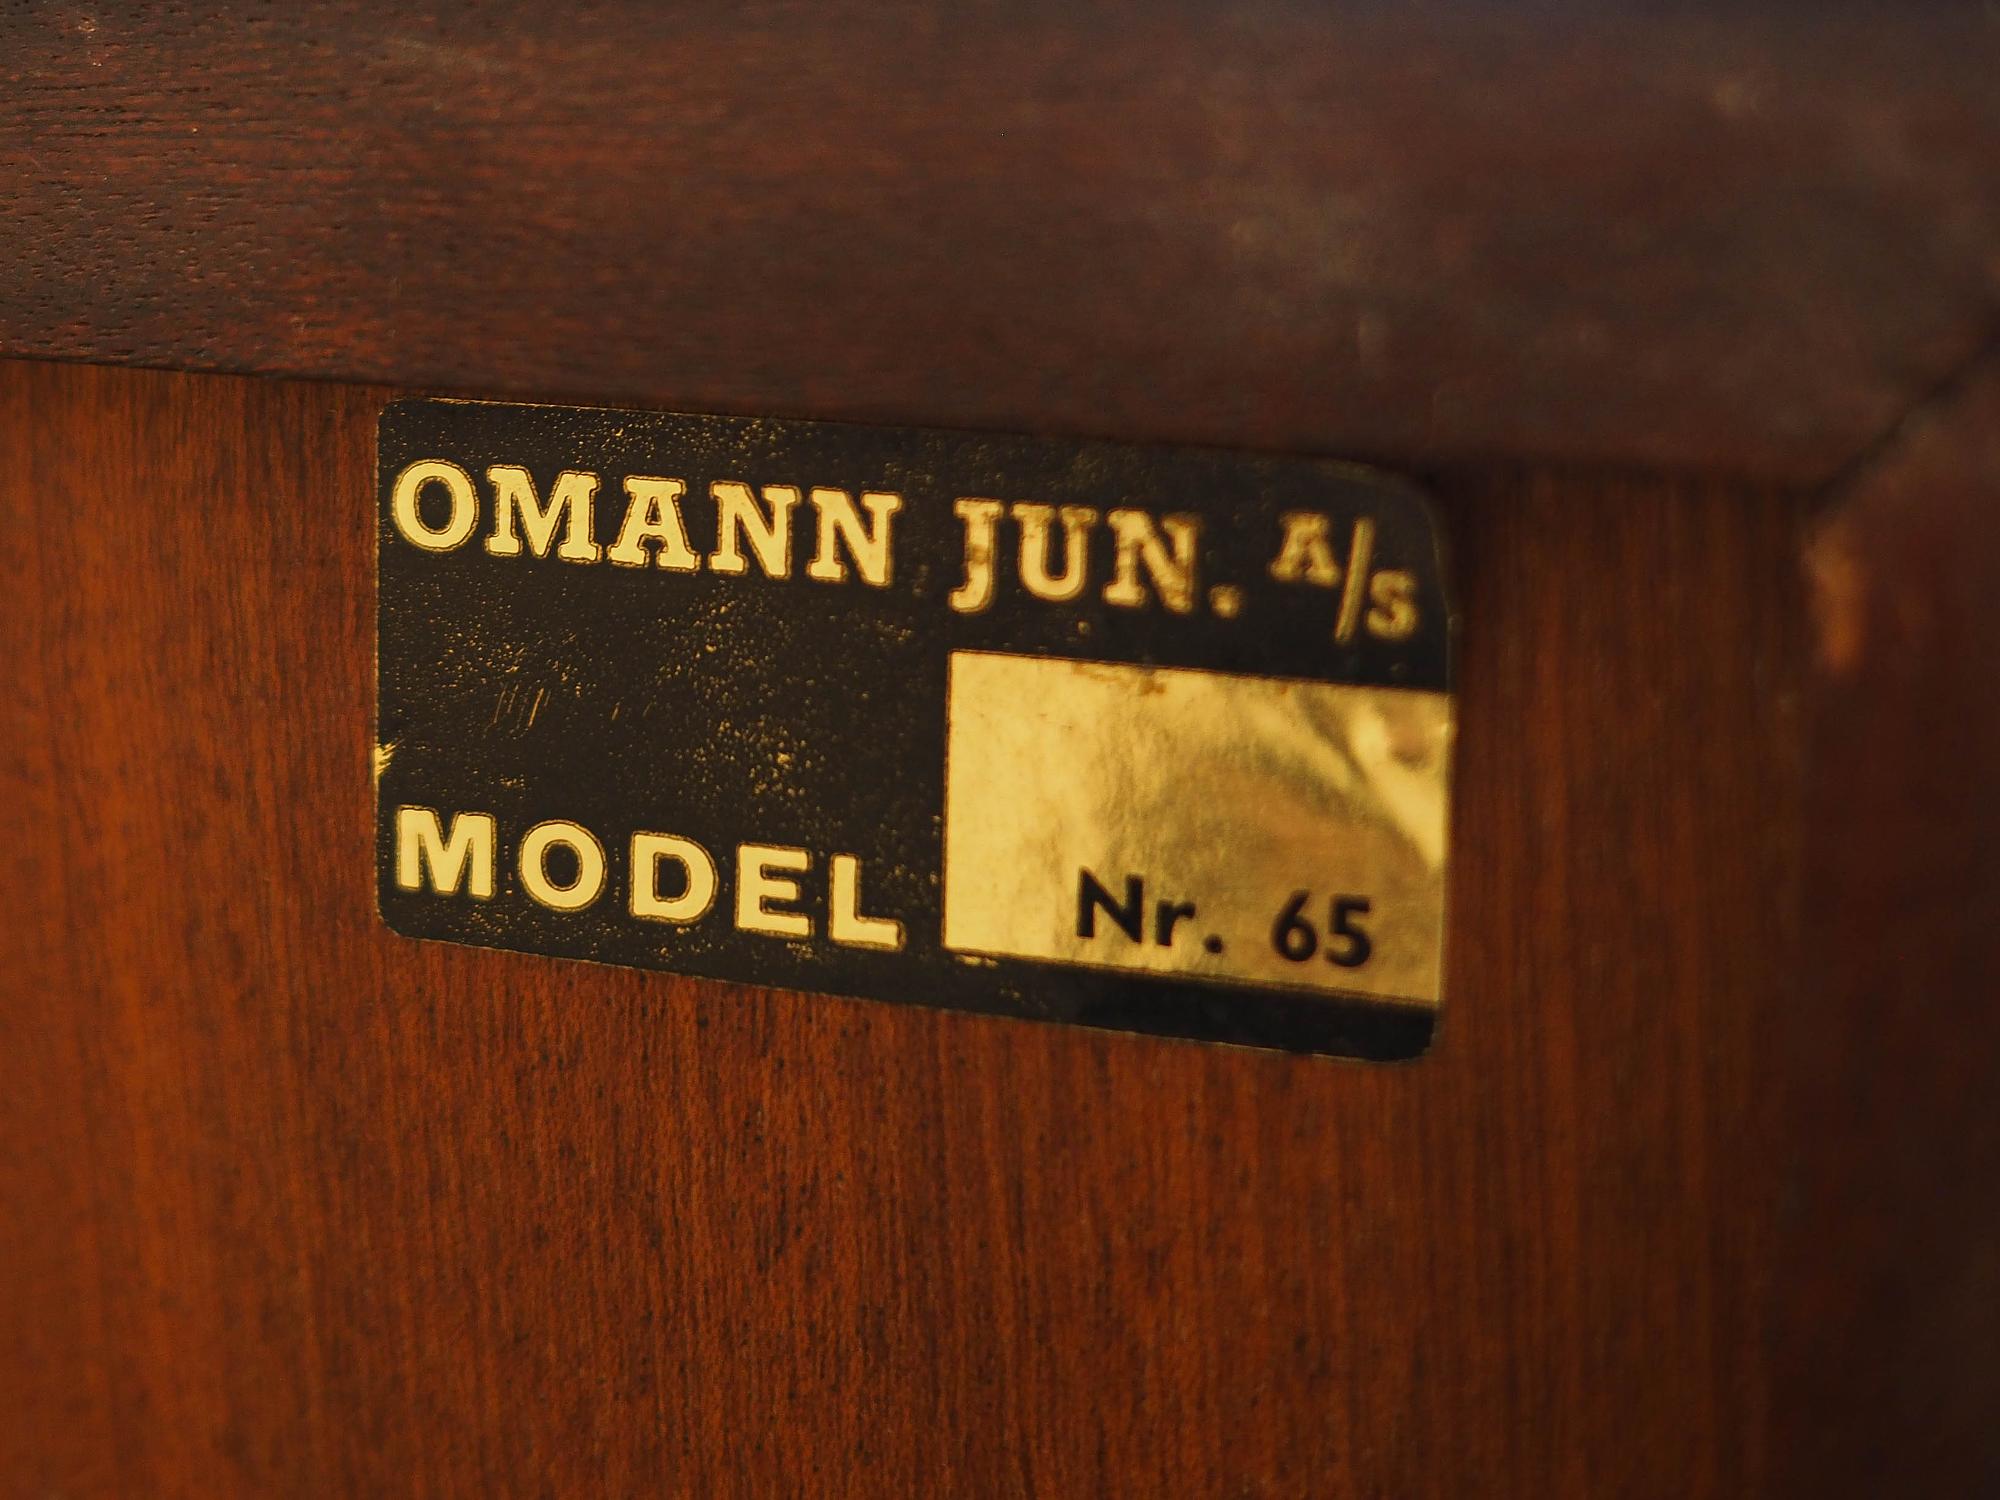 OMANN JUN. A/S
MODEL Nr. 65